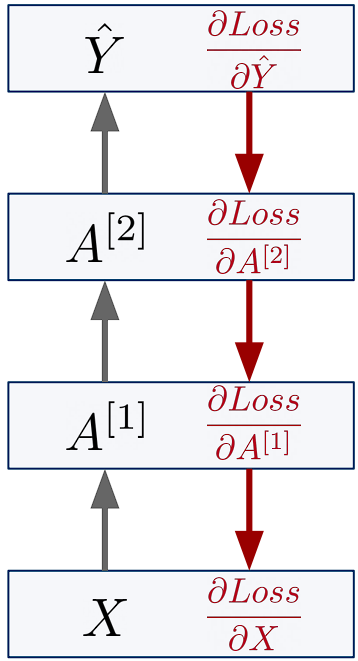 Ŷ ∂Loss/∂Ŷ
A^[2] ∂Loss/∂A^[2]
A^[1] ∂Loss/∂A^[1]
X ∂Loss/∂X